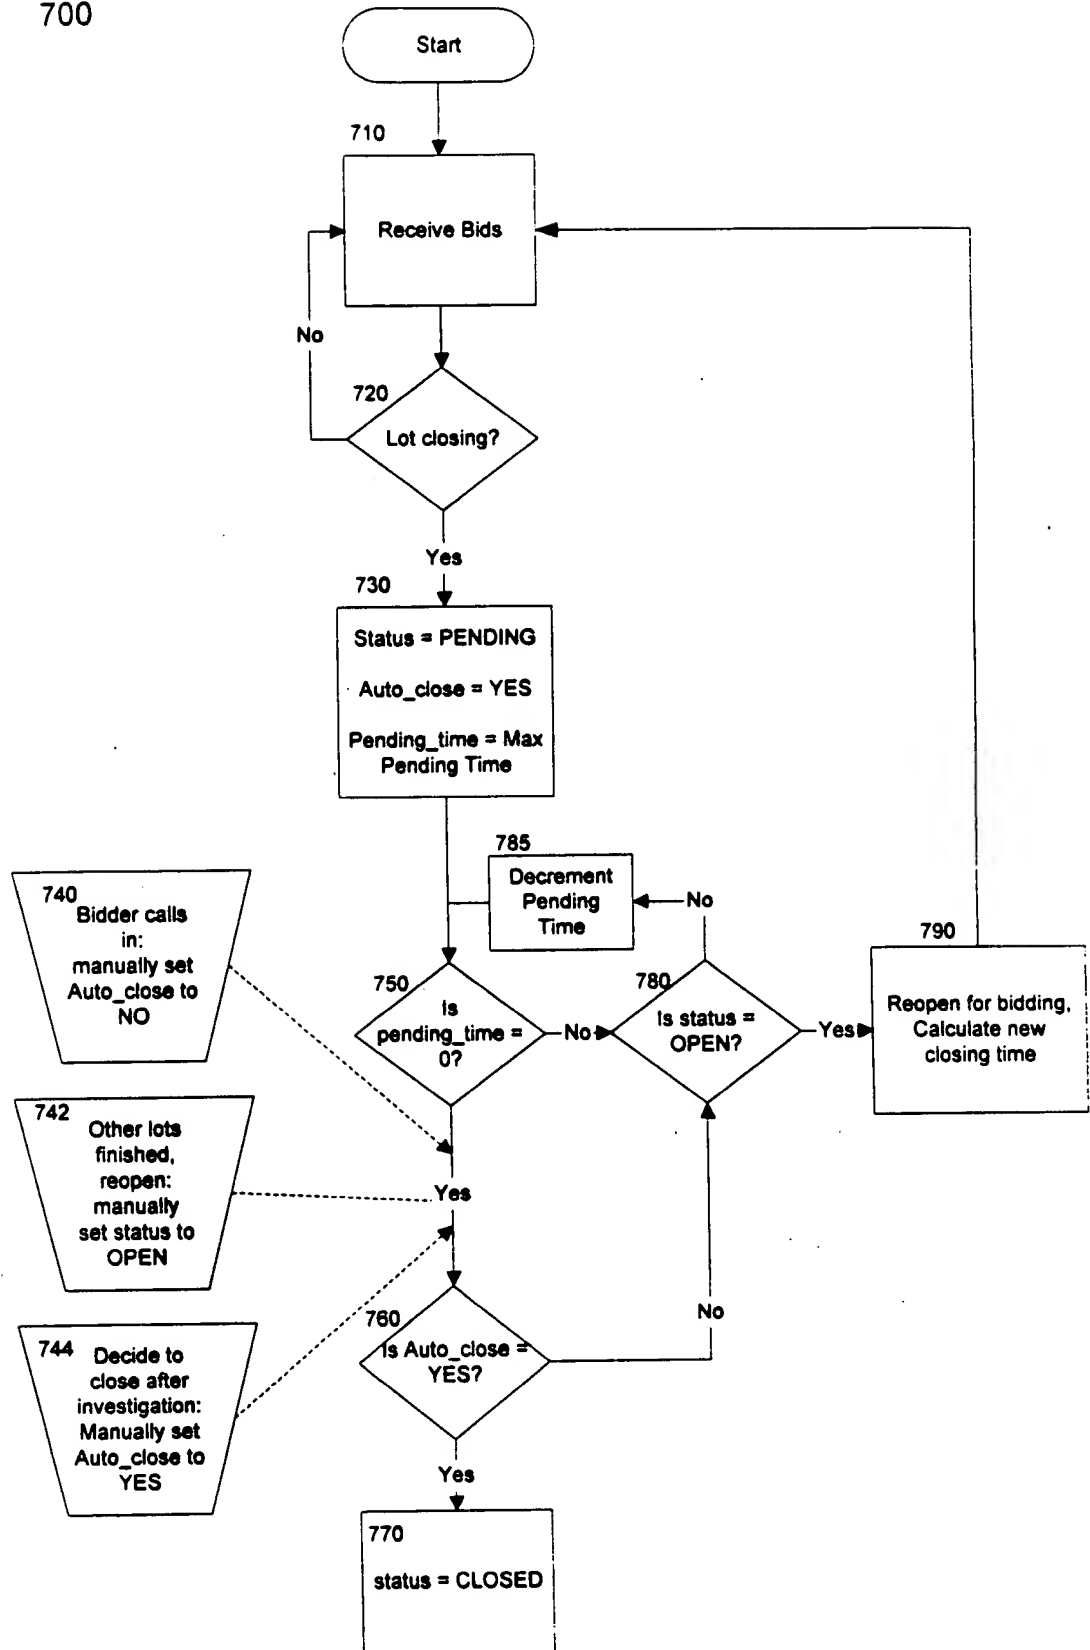 700
Start
710
Receive Bids
No
720
Lot closing?
Yes
730
Status = PENDING
Auto_close = YES
Pending_time = Max
Pending Time
785
Decrement
Pending
Time
No
740
Bidder calls
in:
manually set
Auto_close to
NO
750
Is
pending_time =
0?
No
780
Is status =
OPEN?
Yes
790
Reopen for bidding,
Calculate new
closing time
742
Other lots
finished,
reopen:
manually
set status to
OPEN
Yes
744
Decide to
close after
investigation:
Manually set
Auto_close to
YES
760
Is Auto_close =
YES?
No
Yes
770
status = CLOSED